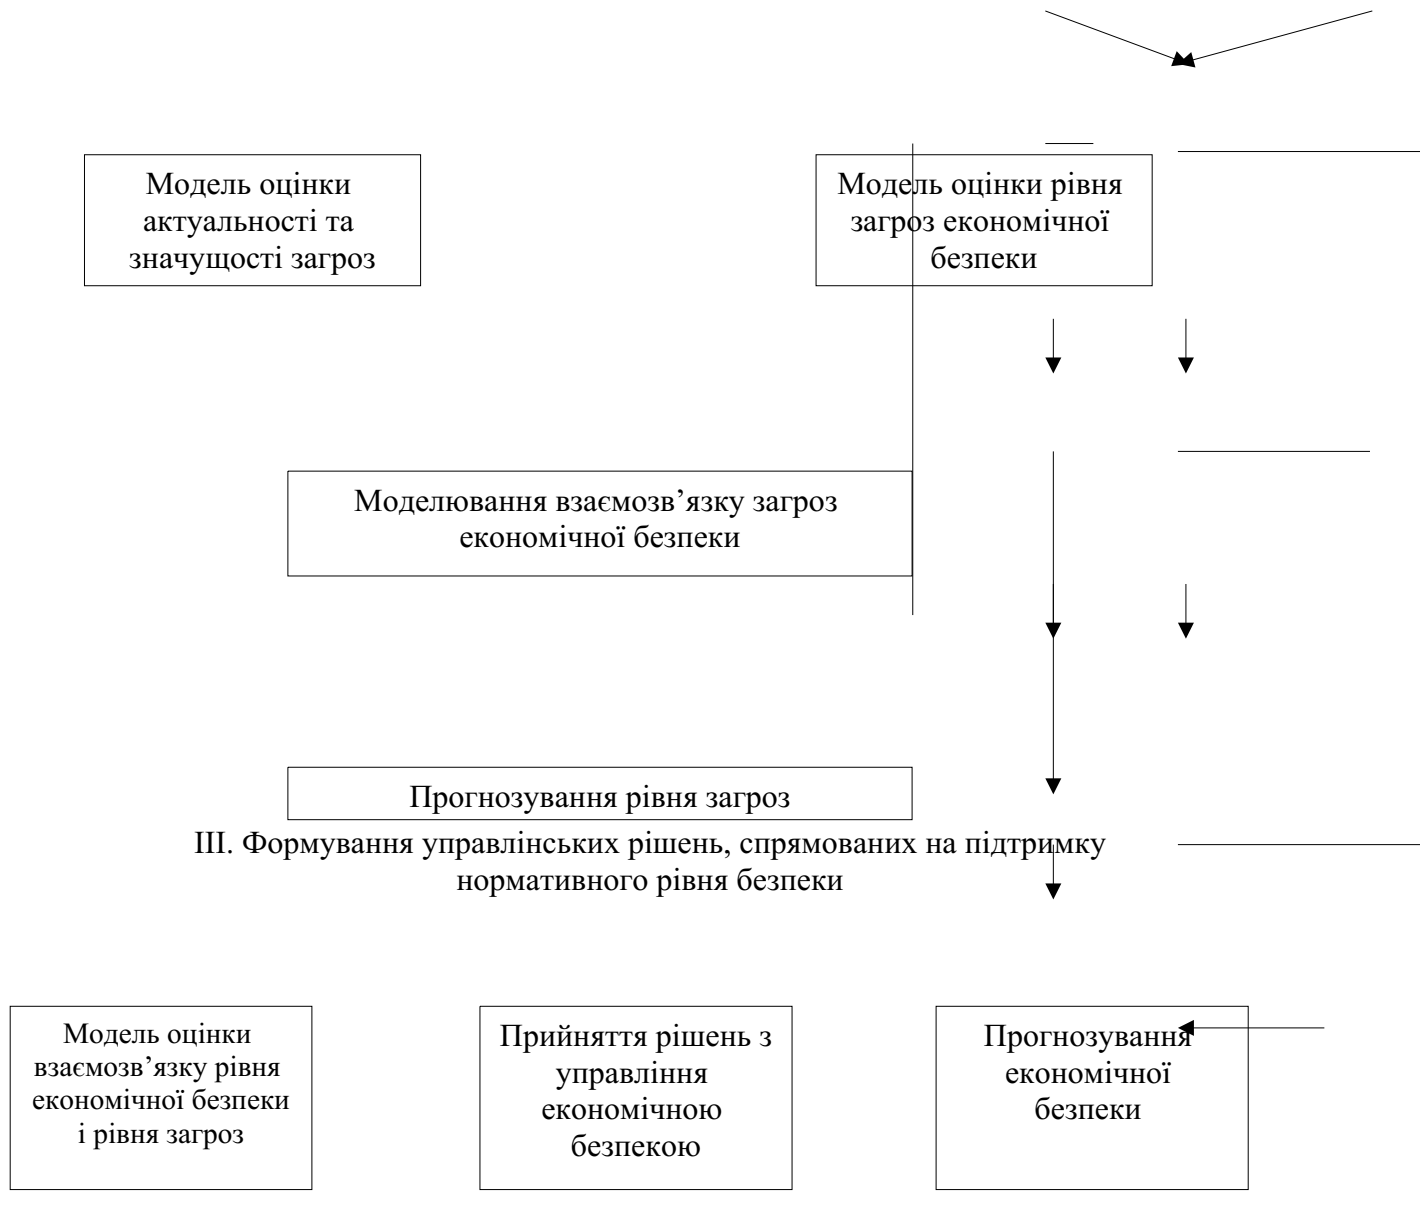 Модель оцінки
актуальності та
значущості загроз
Модель оцінки рівня
загроз економічної
безпеки
Моделювання взаємозв’язку загроз
економічної безпеки
Прогнозування рівня загроз
ІІІ. Формування управлінських рішень, спрямованих на підтримку
нормативного рівня безпеки
Модель оцінки
взаємозв’язку рівня
економічної безпеки
і рівня загроз
Прийняття рішень з
управління
економічною
безпекою
Прогнозування
економічної
безпеки